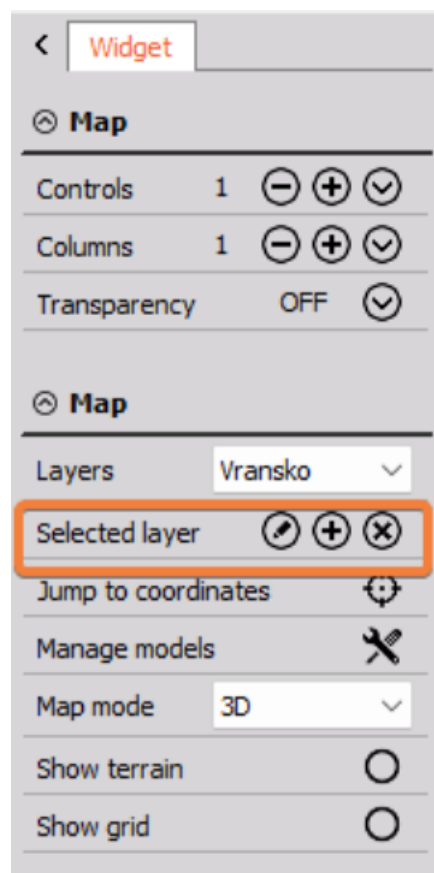 Widget
Map
Controls 1
Columns 1
Transparency OFF
Map
Layers Vransko
Selected layer
Jump to coordinates
Manage models
Map mode 3D
Show terrain
Show grid